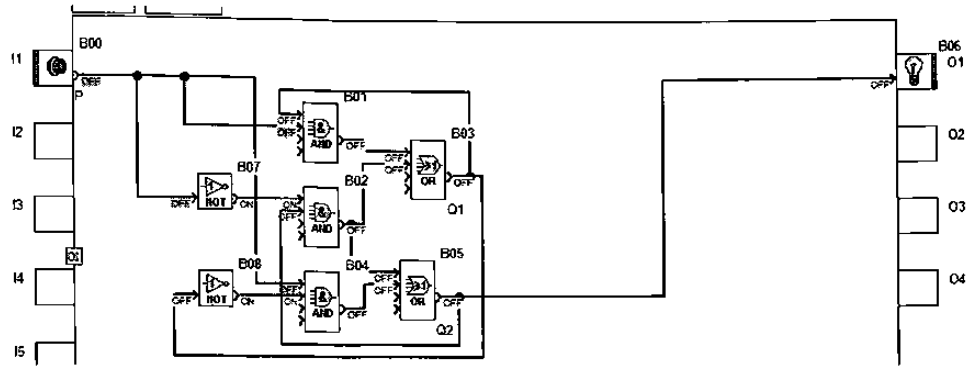 B00
B06
I1
O1
OFF
OFF
P
B01
OFF
OFF
AND
OFF
B03
I2
O2
OFF
OFF
OR
OFF
Q1
B07
OFF
NOT
ON
B02
ON
OFF
AND
OFF
I3
O3
B08
OFF
NOT
ON
B04
OFF
ON
AND
OFF
B05
OFF
OFF
OR
OFF
Q2
I4
O4
I5